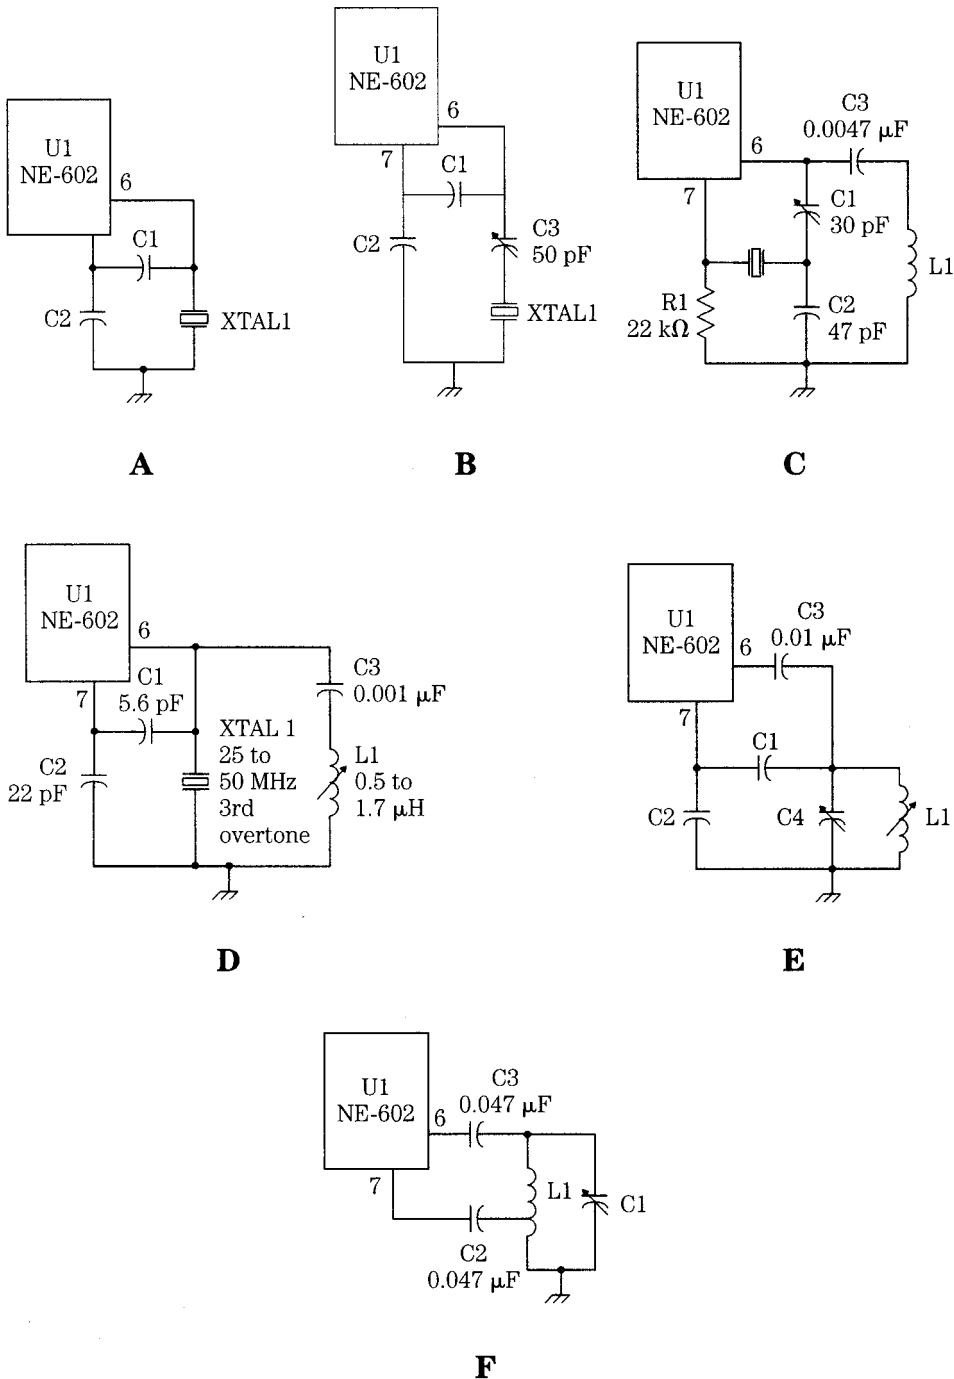 U1
NE-602
6
C1
C2
XTAL1
A
U1
NE-602
6
7
C1
C2
C3
50 pF
XTAL1
B
U1
NE-602
6
7
C3
0.0047 μF
C1
30 pF
L1
R1
22 kΩ
C2
47 pF
C
U1
NE-602
6
7
C1
5.6 pF
C2
22 pF
XTAL 1
25 to
50 MHz
3rd
overtone
C3
0.001 μF
L1
0.5 to
1.7 μH
D
U1
NE-602
6
7
C3
0.01 μF
C1
C2
C4
L1
E
U1
NE-602
6
7
C3
0.047 μF
L1
C1
C2
0.047 μF
F